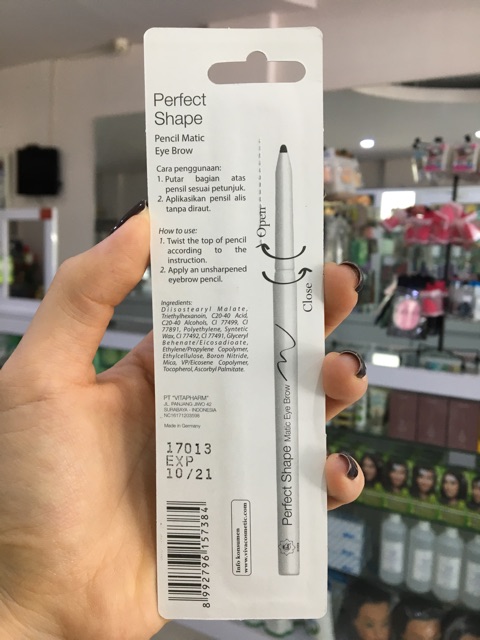 Perfect
Shape
Pencil Matic
Eye Brow
Cara penggunaan:
1. Putar bagian atas
pensil sesuai petunjuk.
2. Aplikasikan pensil alis
tanpa diraut.
How to use:
1. Twist the top of pencil
according to the
instruction.
2. Apply an unsharpened
eyebrow pencil.
Ingredients:
Diisostearyl Malate,
Triethylhexanoin, C20-40 Acid,
C20-40 Alcohols, CI 77499, CI
77891, Polyethylene, Syntetic
Wax, CI 77492, CI 77491, Glyceryl
Behenate/Eicosadioate,
Ethylene/Propylene Copolymer,
Ethylcellulose, Boron Nitride,
Mica, VP/Eicosene Copolymer,
Tocopherol, Ascorbyl Palmitate.
PT "VITAPHARM"
JL. PANJANG JIWO 42
SURABAYA - INDONESIA
Made in Germany
17013
EXP
10/21
8 992796 157384
Info konsumen
www.vivacosmetic.com
Open
Close
Perfect Shape Matic Eye Brow